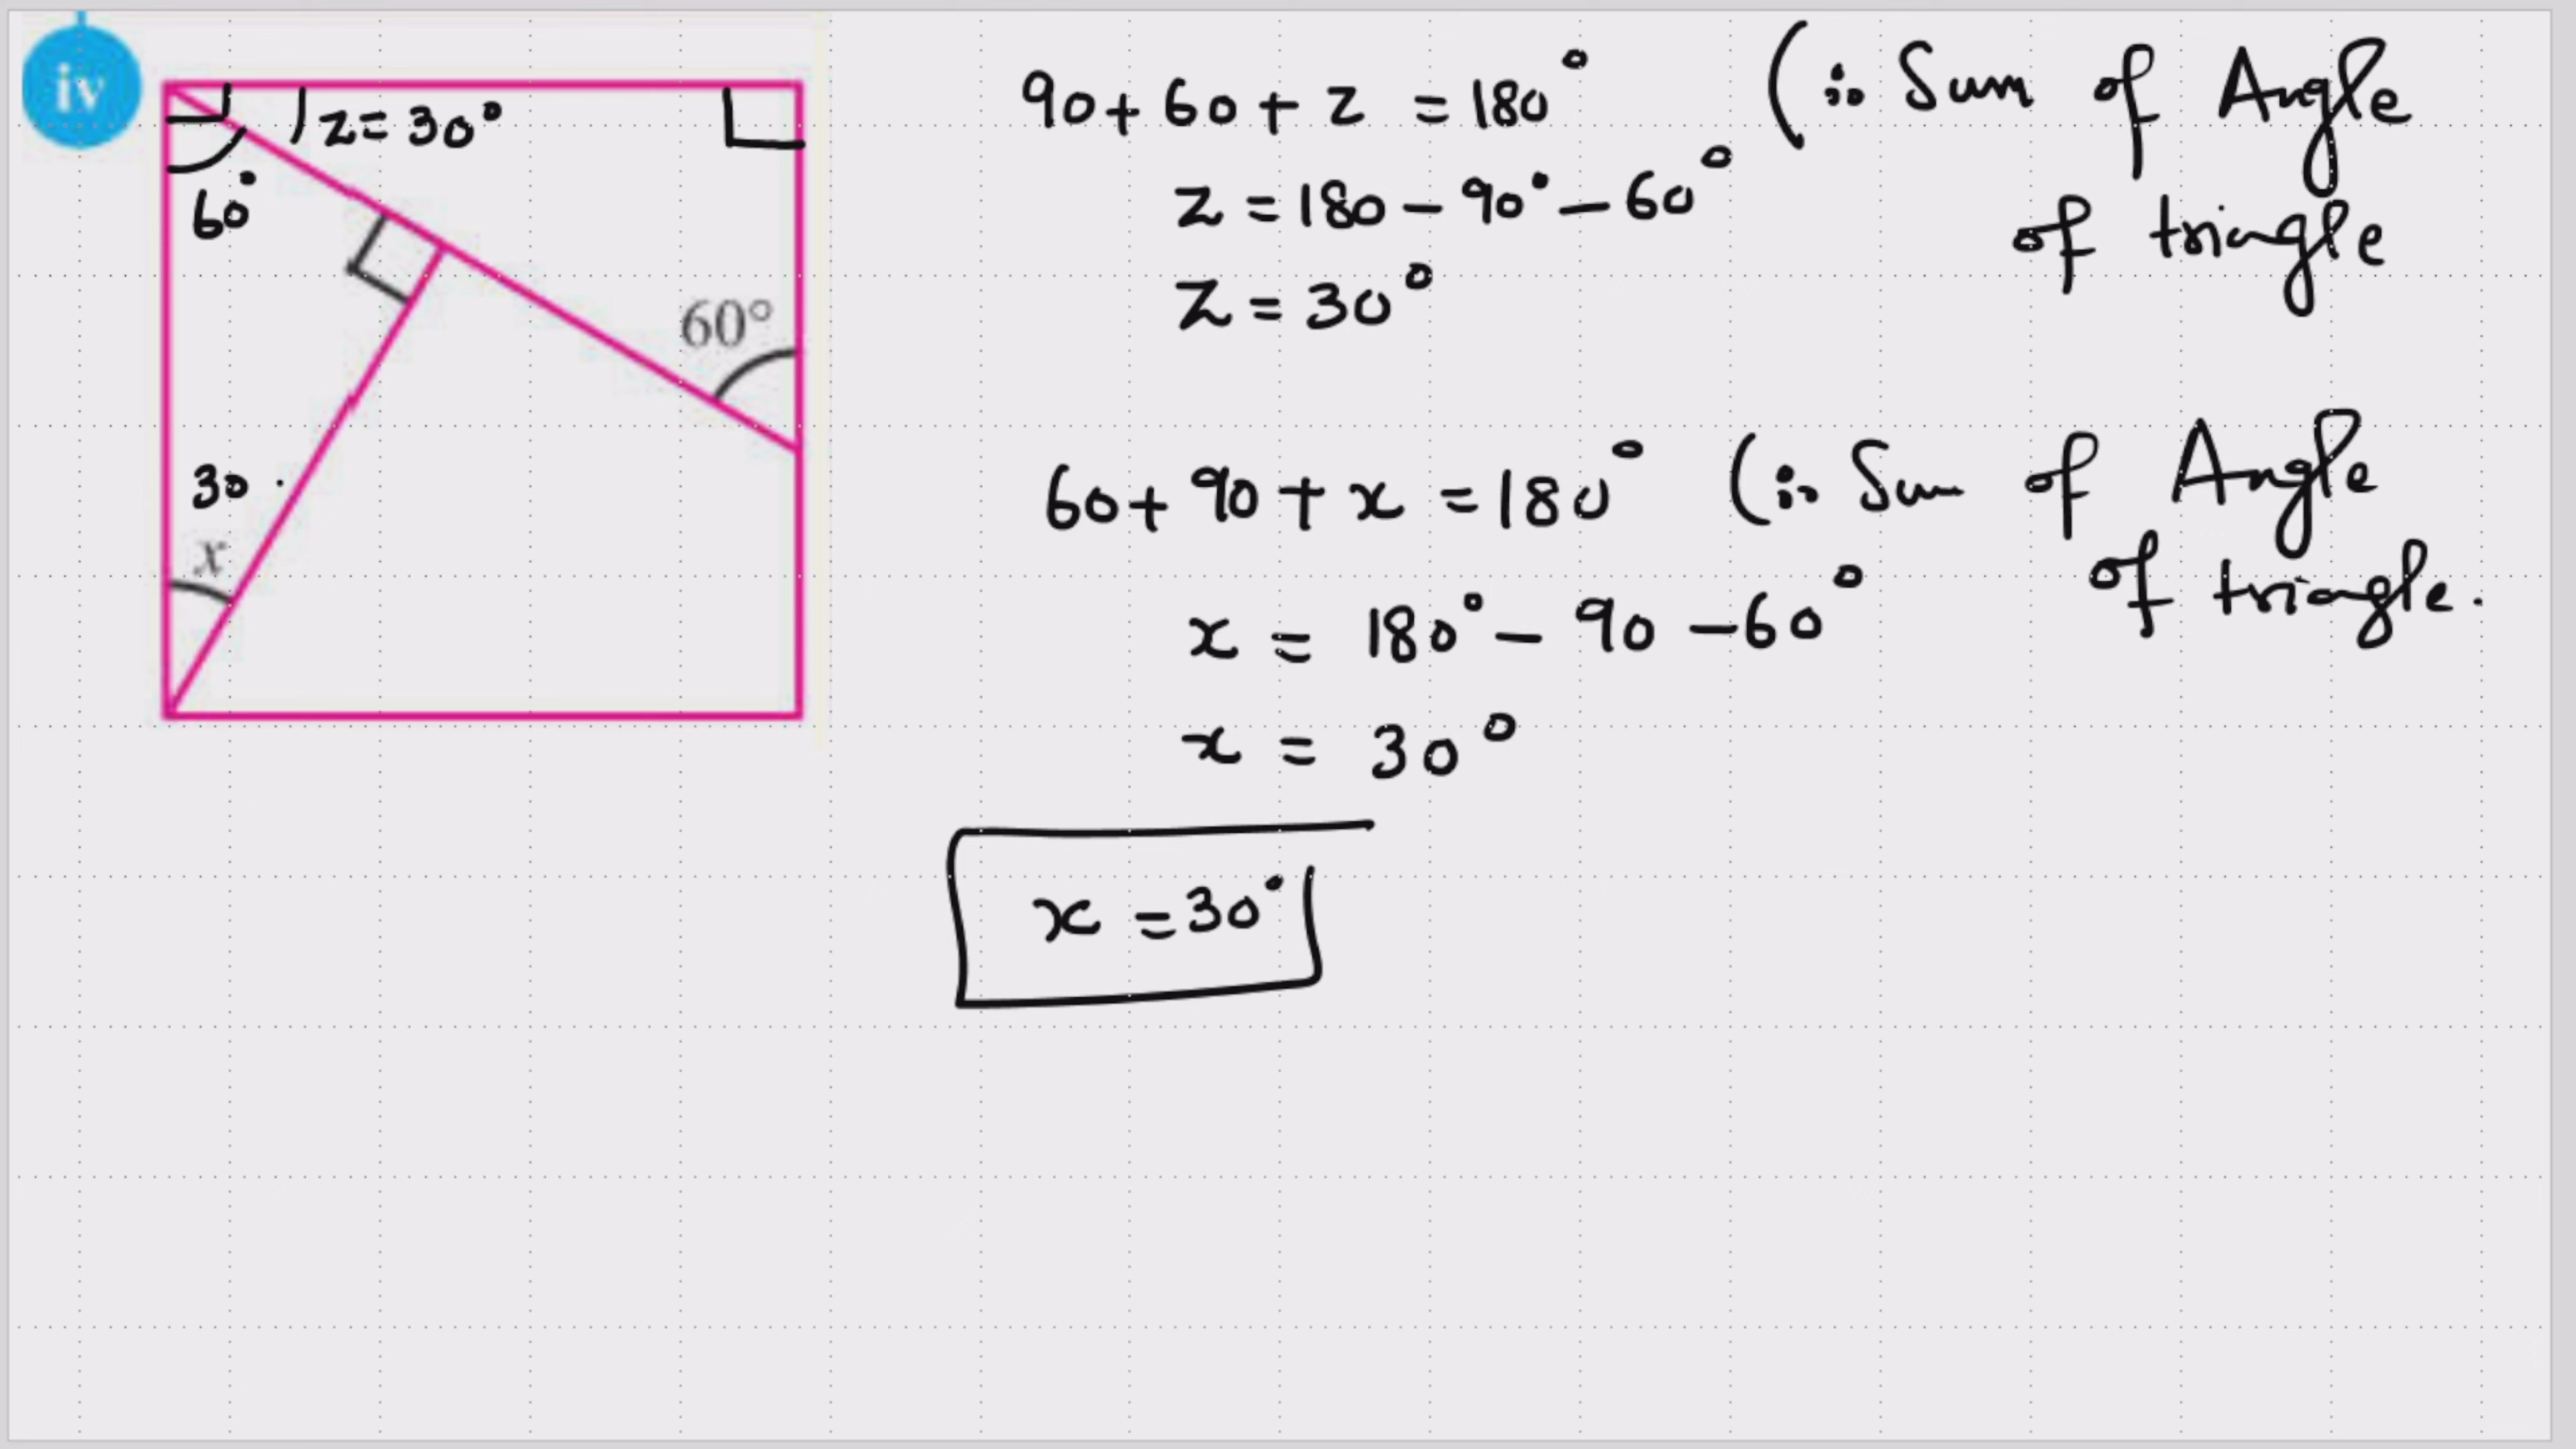 iv
z = 30°
60°
60°
30
x
90 + 60 + z = 180° (∵ Sum of Angle
of triangle
z = 180 - 90° - 60°
z = 30°
60 + 90 + x = 180° (∵ Sum of Angle
of triangle.
x = 180° - 90 - 60°
x = 30°
x = 30°